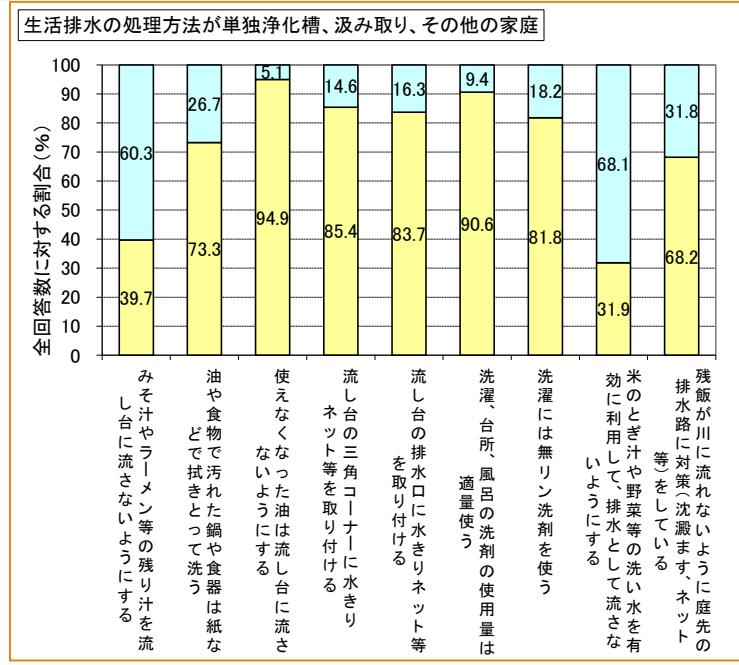 生活排水の処理方法が単独浄化槽、汲み取り、その他の家庭
全回答数に対する割合(%)
100
90
80
70
60
50
40
30
20
10
0
60.3
39.7
26.7
73.3
5.1
94.9
14.6
85.4
16.3
83.7
9.4
90.6
18.2
81.8
68.1
31.9
31.8
68.2
みそ汁やラーメン等の残り汁を流
し台に流さないようにする
油や食物で汚れた鍋や食器は紙な
どで拭きとって洗う
使えなくなった油は流し台に流さ
ないようにする
流し台の三角コーナーに水きり
ネット等を取り付ける
流し台の排水口に水きりネット等
を取り付ける
洗濯、台所、風呂の洗剤の使用量は
適量使う
洗濯には無リン洗剤を使う
米のとぎ汁や野菜等の洗い水を有
効に利用して、排水として流さな
いようにする
残飯が川に流れないように庭先の
排水路に対策(沈澱ます、ネット
等)をしている